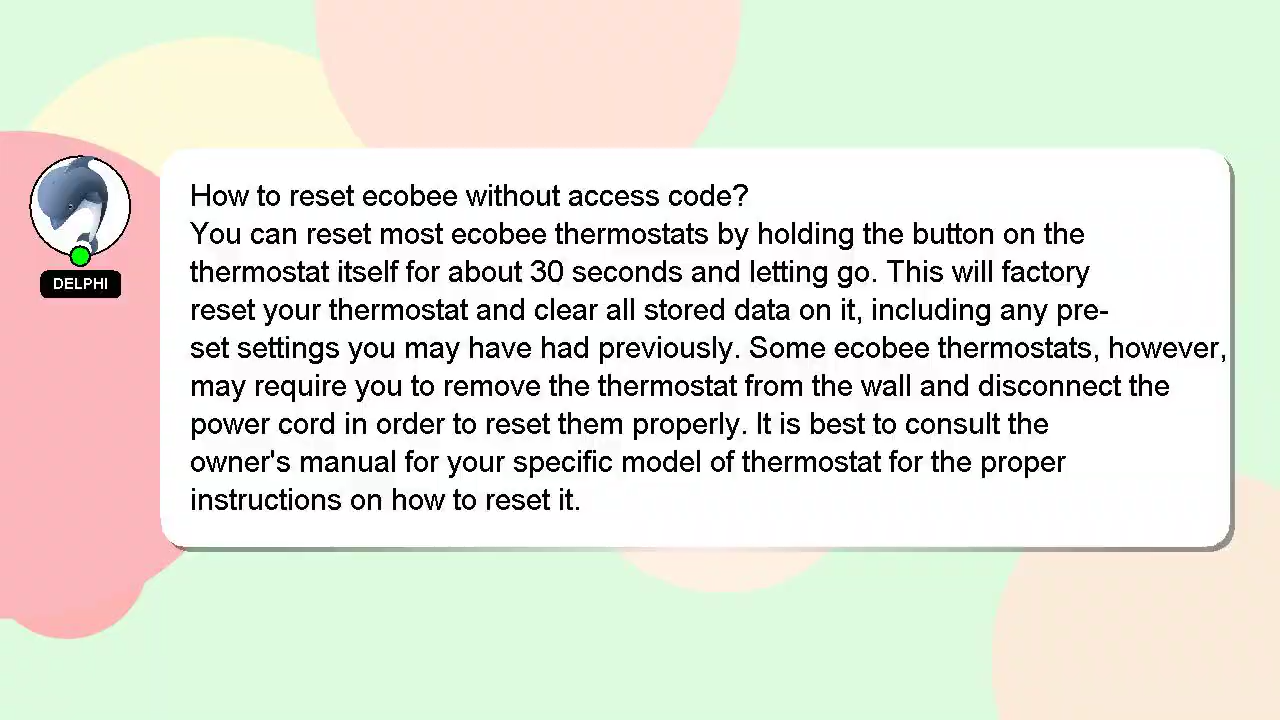 How to reset ecobee without access code?
You can reset most ecobee thermostats by holding the button on the
thermostat itself for about 30 seconds and letting go. This will factory
reset your thermostat and clear all stored data on it, including any pre-
set settings you may have had previously. Some ecobee thermostats, however,
may require you to remove the thermostat from the wall and disconnect the
power cord in order to reset them properly. It is best to consult the
owner's manual for your specific model of thermostat for the proper
instructions on how to reset it.
DELPHI